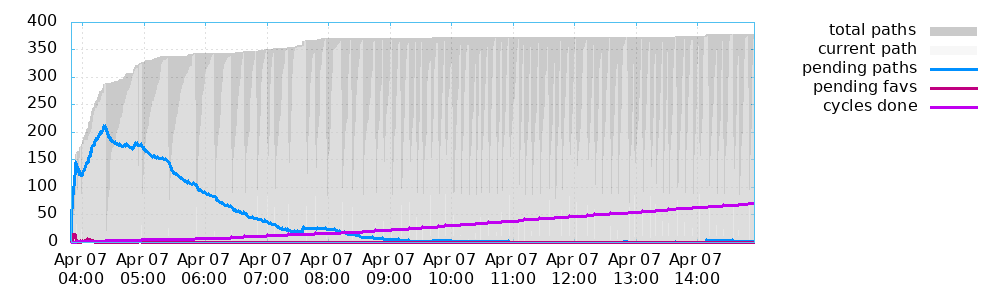 400
350
300
250
200
150
100
50
0
Apr 07 Apr 07 Apr 07 Apr 07 Apr 07 Apr 07 Apr 07 Apr 07 Apr 07 Apr 07 Apr 07
04:00 05:00 06:00 07:00 08:00 09:00 10:00 11:00 12:00 13:00 14:00
total paths
current path
pending paths
pending favs
cycles done